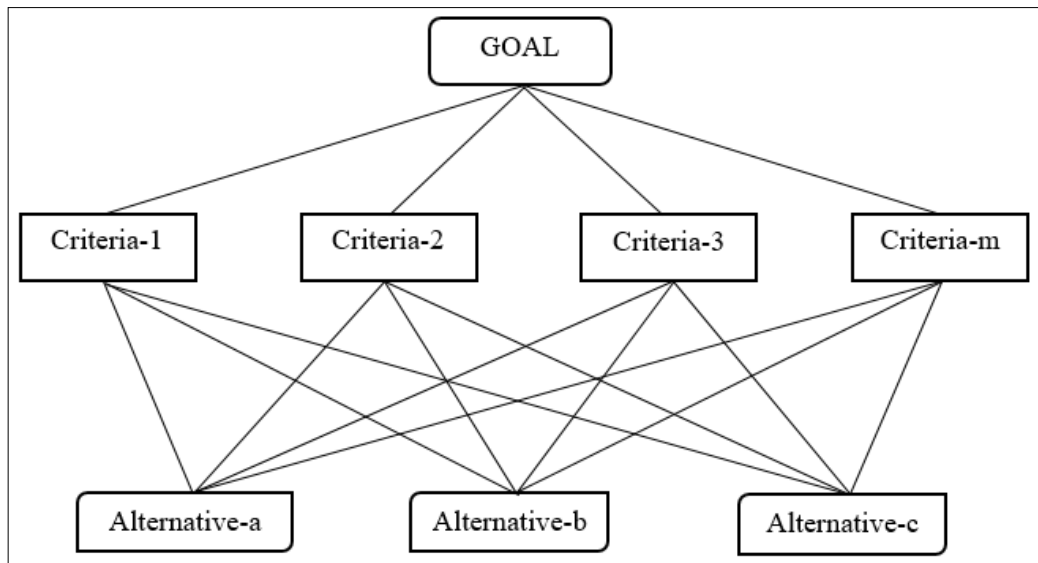 GOAL
Criteria-1
Criteria-2
Criteria-3
Criteria-m
Alternative-a
Alternative-b
Alternative-c